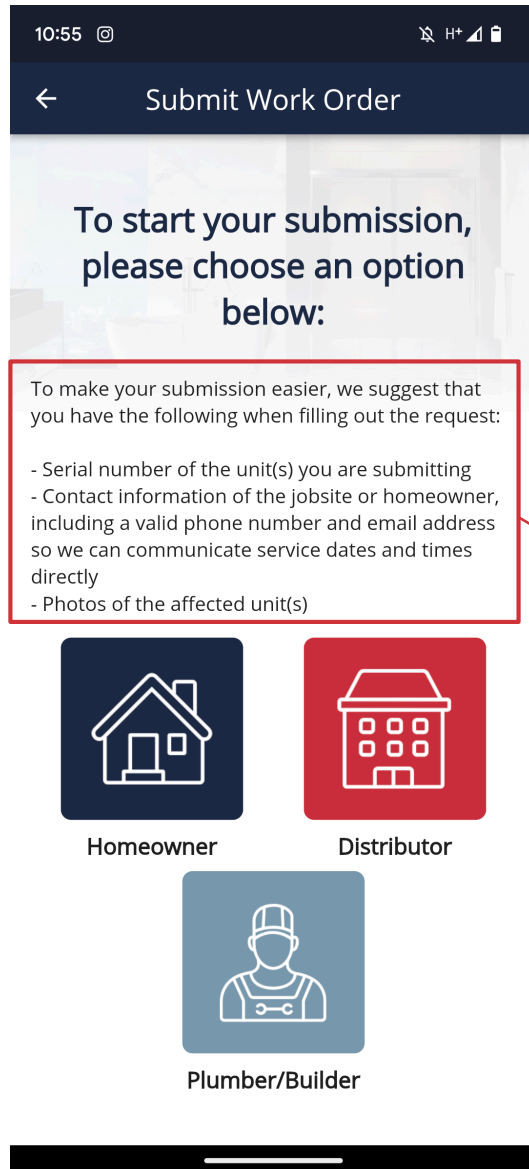 10:55 H+
Submit Work Order
To start your submission,
please choose an option
below:
To make your submission easier, we suggest that
you have the following when filling out the request:
- Serial number of the unit(s) you are submitting
- Contact information of the jobsite or homeowner,
including a valid phone number and email address
so we can communicate service dates and times
directly
- Photos of the affected unit(s)
Homeowner Distributor
Plumber/Builder